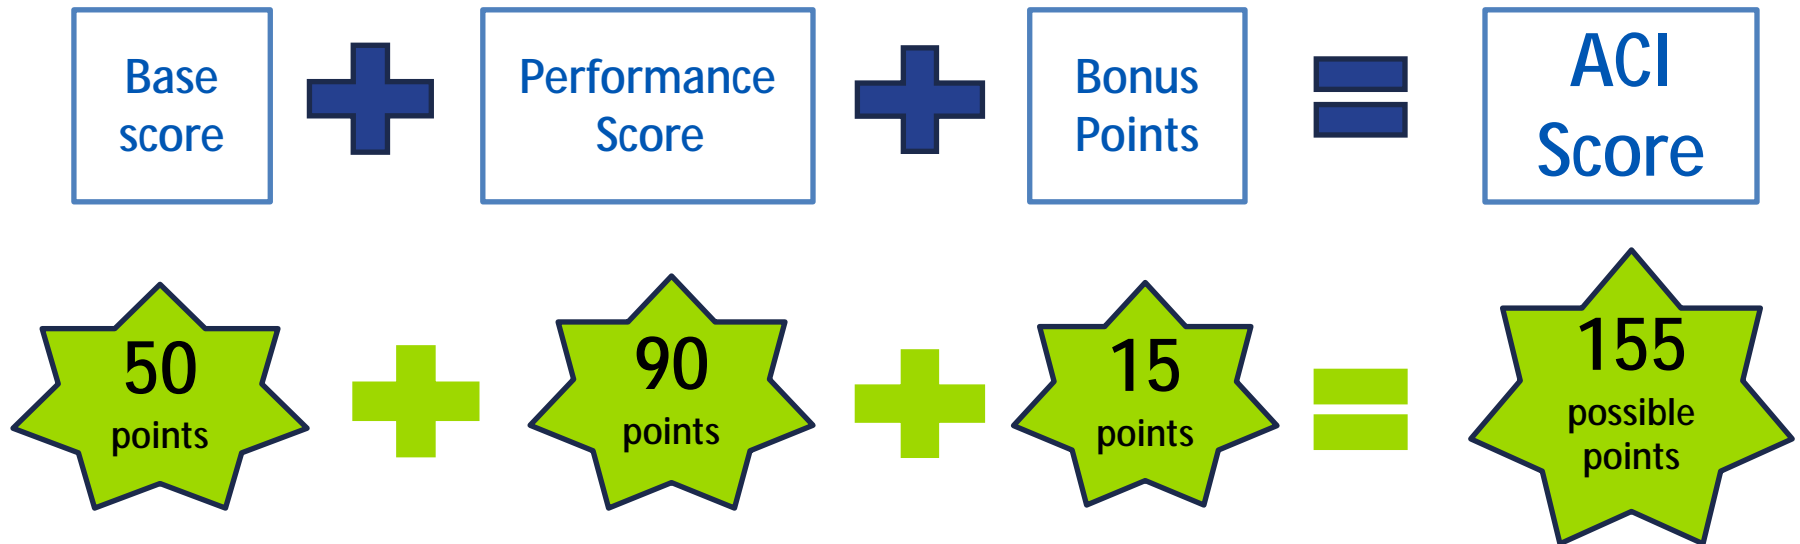 Base
score
Performance
Score
Bonus
Points
ACI
Score
50
points
90
points
15
points
155
possible
points